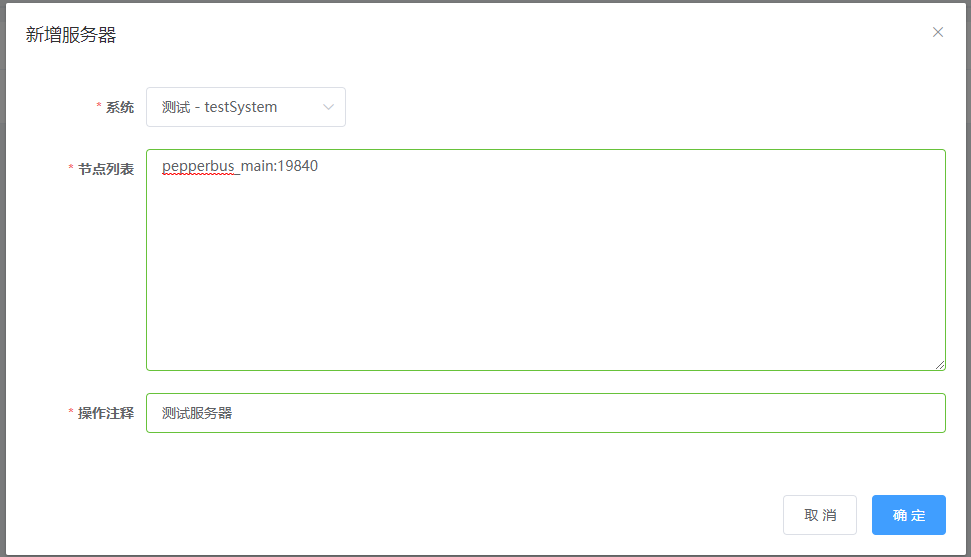 新增服务器
* 系统 测试 - testSystem
* 节点列表 pepperbus_main:19840
* 操作注释 测试服务器
取 消 确 定